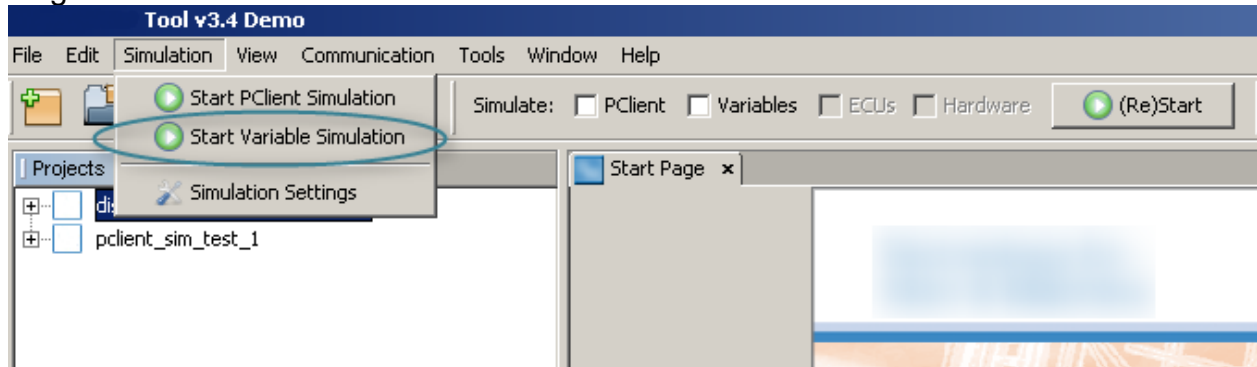 Tool v3.4 Demo
File Edit Simulation View Communication Tools Window Help
Start PClient Simulation
Start Variable Simulation
Simulation Settings
Simulate: PClient Variables ECUs Hardware (Re)Start
Projects
Start Page x
pclient_sim_test_1